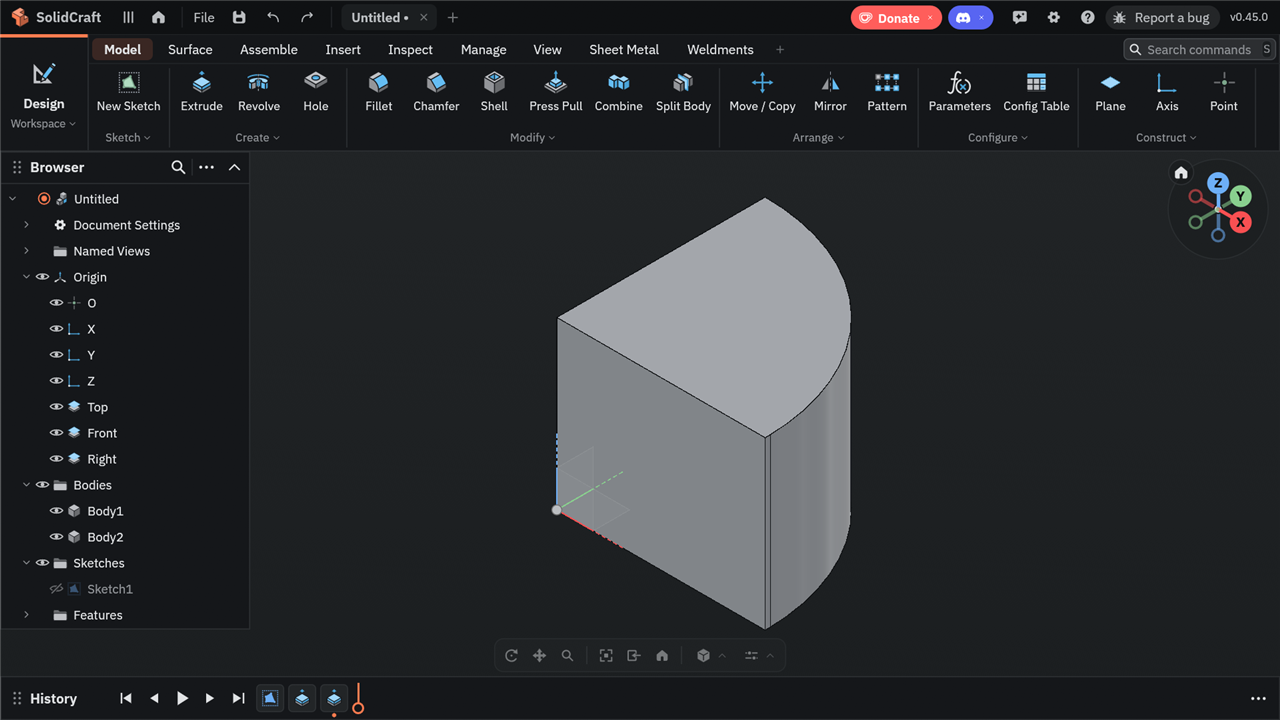 SolidCraft
File
Untitled •
Donate
Report a bug
v0.45.0
Design
Workspace
Model
Surface
Assemble
Insert
Inspect
Manage
View
Sheet Metal
Weldments
Search commands
S
New Sketch
Extrude
Revolve
Hole
Fillet
Chamfer
Shell
Press Pull
Combine
Split Body
Move / Copy
Mirror
Pattern
Parameters
Config Table
Plane
Axis
Point
Sketch
Create
Modify
Arrange
Configure
Construct
Browser
Untitled
Document Settings
Named Views
Origin
O
X
Y
Z
Top
Front
Right
Bodies
Body1
Body2
Sketches
Sketch1
Features
Z
Y
X
History